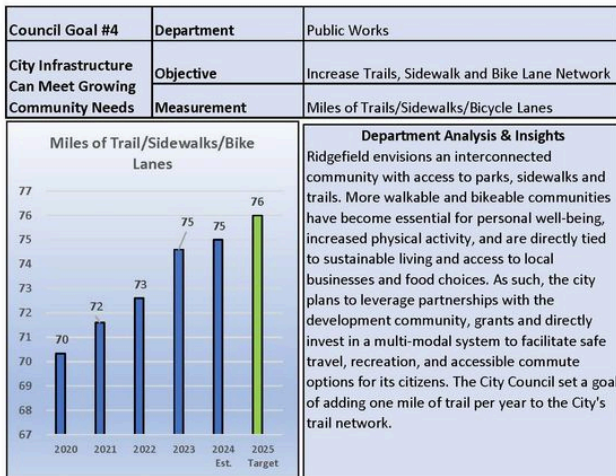 Council Goal #4
Department
Public Works
City Infrastructure
Can Meet Growing
Community Needs
Objective
Increase Trails, Sidewalk and Bike Lane Network
Measurement
Miles of Trails/Sidewalks/Bicycle Lanes
Miles of Trail/Sidewalks/Bike
Lanes
77
76
75
74
73
72
71
70
69
68
67
70
72
73
75
75
76
2020
2021
2022
2023
2024
Est.
2025
Target
Department Analysis & Insights
Ridgefield envisions an interconnected
community with access to parks, sidewalks and
trails. More walkable and bikeable communities
have become essential for personal well-being,
increased physical activity, and are directly tied
to sustainable living and access to local
businesses and food choices. As such, the city
plans to leverage partnerships with the
development community, grants and directly
invest in a multi-modal system to facilitate safe
travel, recreation, and accessible commute
options for its citizens. The City Council set a goal
of adding one mile of trail per year to the City's
trail network.